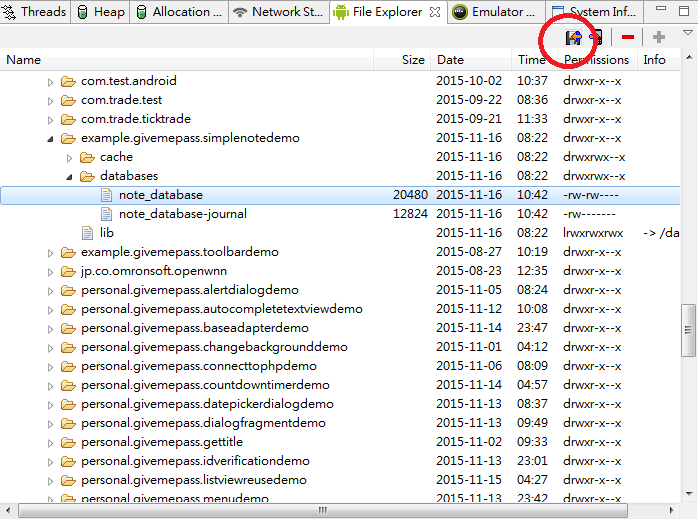 Threads Heap Allocation ... Network St... File Explorer Emulator ... System Inf...
Name Size Date Time Permissions Info
com.test.android 2015-10-02 10:37 drwxr-x--x
com.trade.test 2015-09-22 08:36 drwxr-x--x
com.trade.ticktrade 2015-09-21 11:33 drwxr-x--x
example.givemepass.simplenotedemo 2015-11-16 08:22 drwxr-x--x
cache 2015-11-16 08:22 drwxrwx--x
databases 2015-11-16 08:22 drwxrwx--x
note_database 20480 2015-11-16 10:42 -rw-rw----
note_database-journal 12824 2015-11-16 10:42 -rw-------
lib 2015-11-16 08:22 lrwxrwxrwx -> /da
example.givemepass.toolbardemo 2015-08-27 10:19 drwxr-x--x
jp.co.omronsoft.openwnn 2015-08-23 12:35 drwxr-x--x
personal.givemepass.alertdialogdemo 2015-11-05 08:24 drwxr-x--x
personal.givemepass.autocompletetextviewdemo 2015-11-12 10:08 drwxr-x--x
personal.givemepass.baseadapterdemo 2015-11-14 23:47 drwxr-x--x
personal.givemepass.changebackgrounddemo 2015-11-01 04:12 drwxr-x--x
personal.givemepass.connecttophpdemo 2015-11-06 08:09 drwxr-x--x
personal.givemepass.countdowntimerdemo 2015-11-14 04:57 drwxr-x--x
personal.givemepass.datepickerdialogdemo 2015-11-13 08:37 drwxr-x--x
personal.givemepass.dialogfragmentdemo 2015-11-13 09:49 drwxr-x--x
personal.givemepass.gettitle 2015-11-02 09:33 drwxr-x--x
personal.givemepass.idverificationdemo 2015-11-13 23:01 drwxr-x--x
personal.givemepass.listviewreusedemo 2015-11-15 04:27 drwxr-x--x
personal.givemepass.menudemo 2015-11-13 23:42 drwxr-x--x